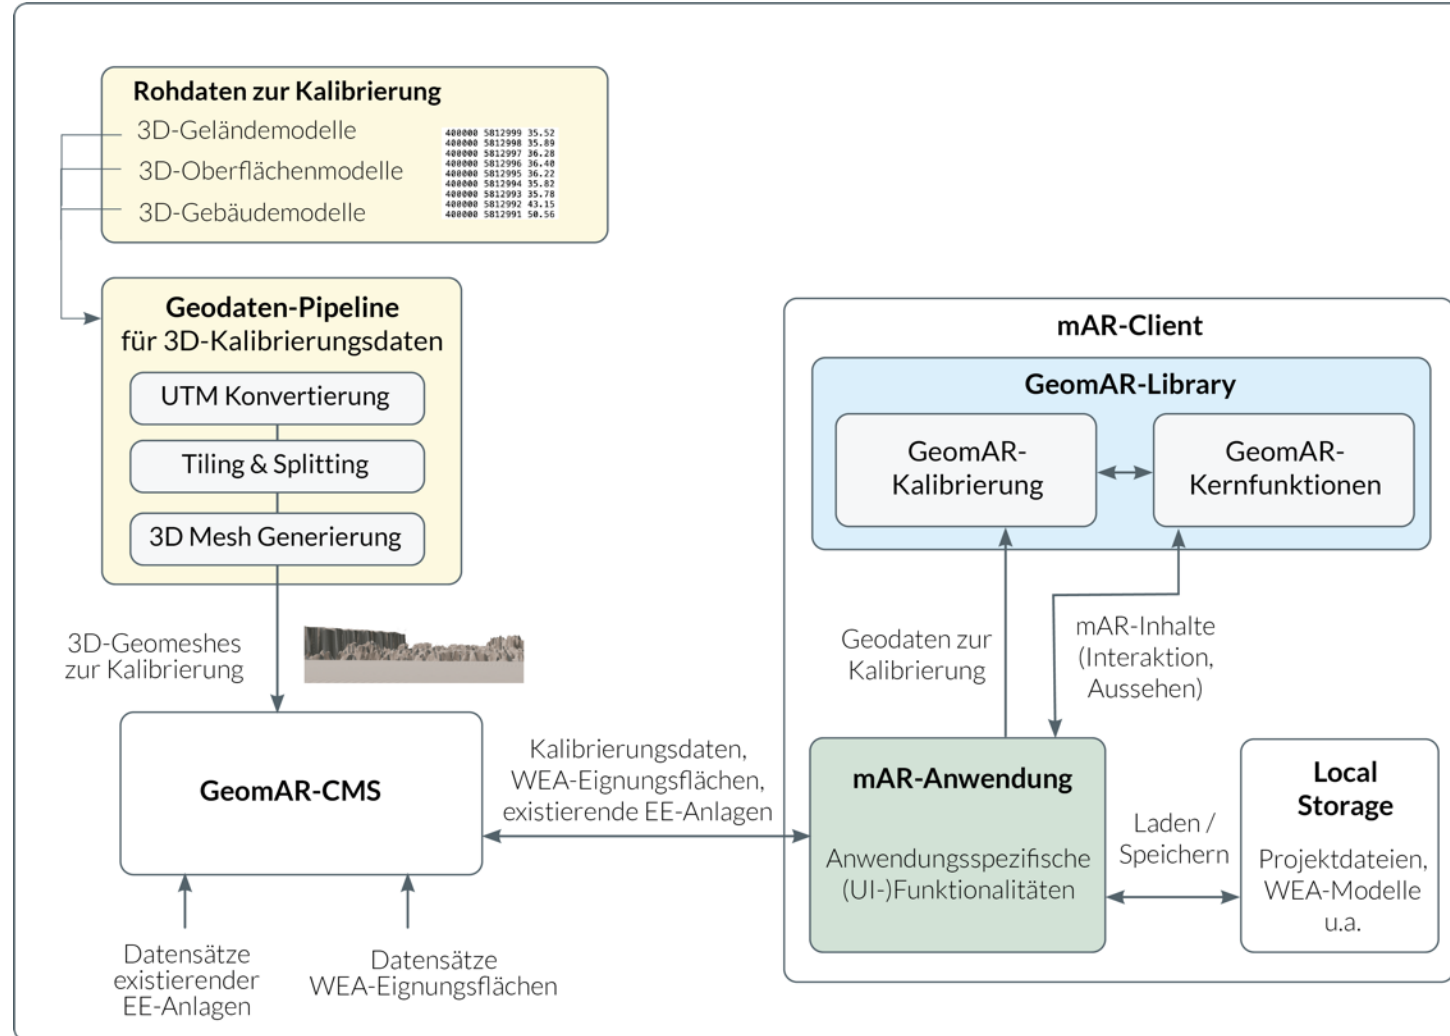 Rohdaten zur Kalibrierung
3D-Geländemodelle
3D-Oberflächenmodelle
3D-Gebäudemodelle
400000 5812999 35.52
400000 5812998 35.89
400000 5812997 36.28
400000 5812996 36.40
400000 5812995 36.22
400000 5812994 35.82
400000 5812993 35.78
400000 5812992 43.15
400000 5812991 50.56
Geodaten-Pipeline
für 3D-Kalibrierungsdaten
UTM Konvertierung
Tiling & Splitting
3D Mesh Generierung
3D-Geomeshes
zur Kalibrierung
GeomAR-CMS
Datensätze
existierender
EE-Anlagen
Datensätze
WEA-Eignungsflächen
Kalibrierungsdaten,
WEA-Eignungsflächen,
existierende EE-Anlagen
mAR-Client
GeomAR-Library
GeomAR-
Kalibrierung
GeomAR-
Kernfunktionen
Geodaten zur
Kalibrierung
mAR-Inhalte
(Interaktion,
Aussehen)
mAR-Anwendung
Anwendungsspezifische
(UI-)Funktionalitäten
Laden /
Speichern
Local
Storage
Projektdateien,
WEA-Modelle
u.a.